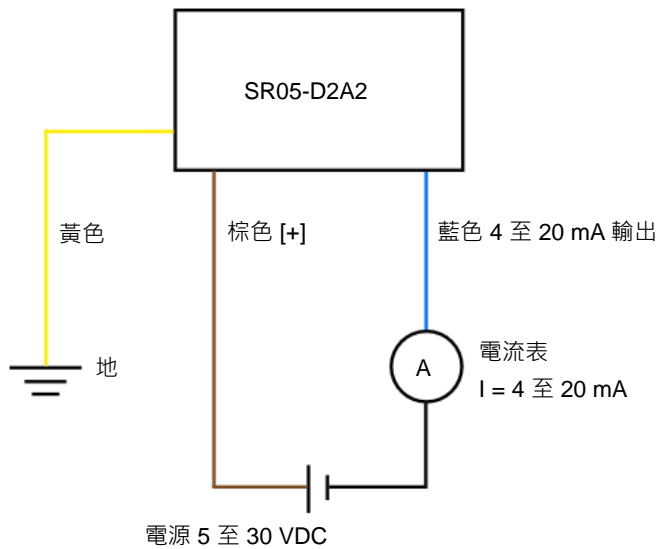 SR05-D2A2
黃色
棕色 [+]
藍色 4 至 20 mA 輸出
地
A
電流表
I = 4 至 20 mA
電源 5 至 30 VDC